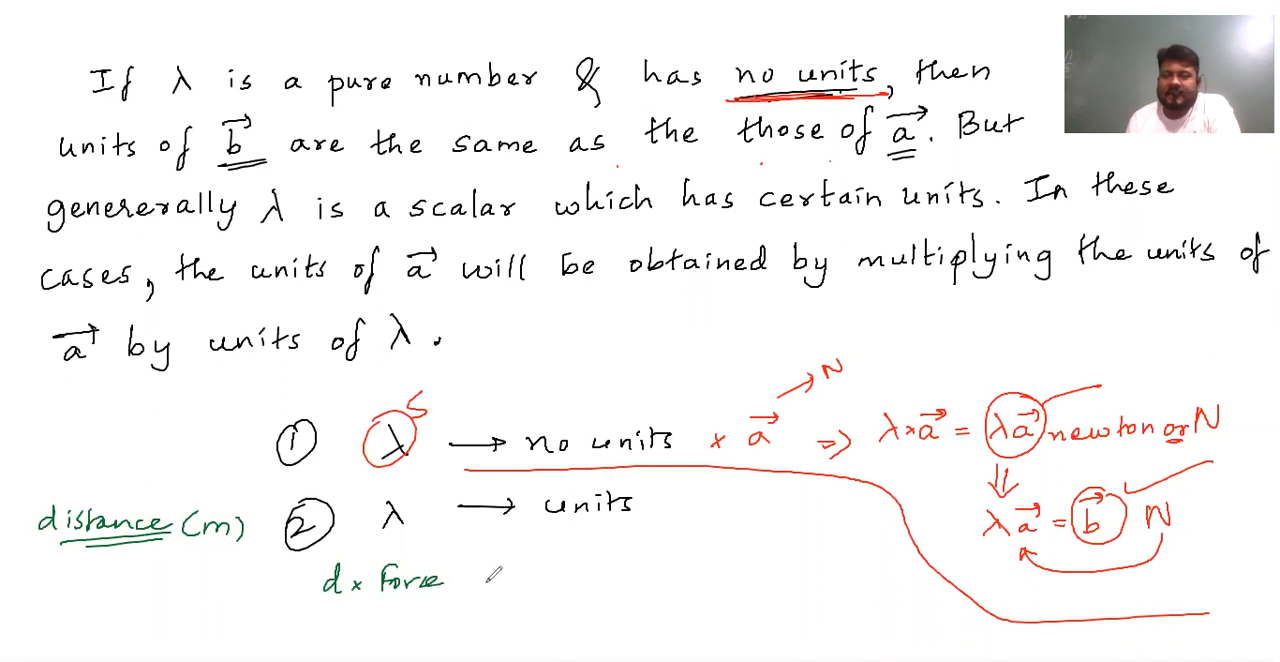 If λ is a pure number & has no units, then
units of b⃗ are the same as the those of a⃗. But
genererally λ is a scalar which has certain units. In these
cases, the units of a⃗ will be obtained by multiplying the units of
a⃗ by units of λ.
① λ → no units × a⃗ → N ⇒ λ×a⃗ = λa⃗ newton or N
S
⇓
λa⃗ = b⃗ N
distance (m) ② λ → units
d × Force